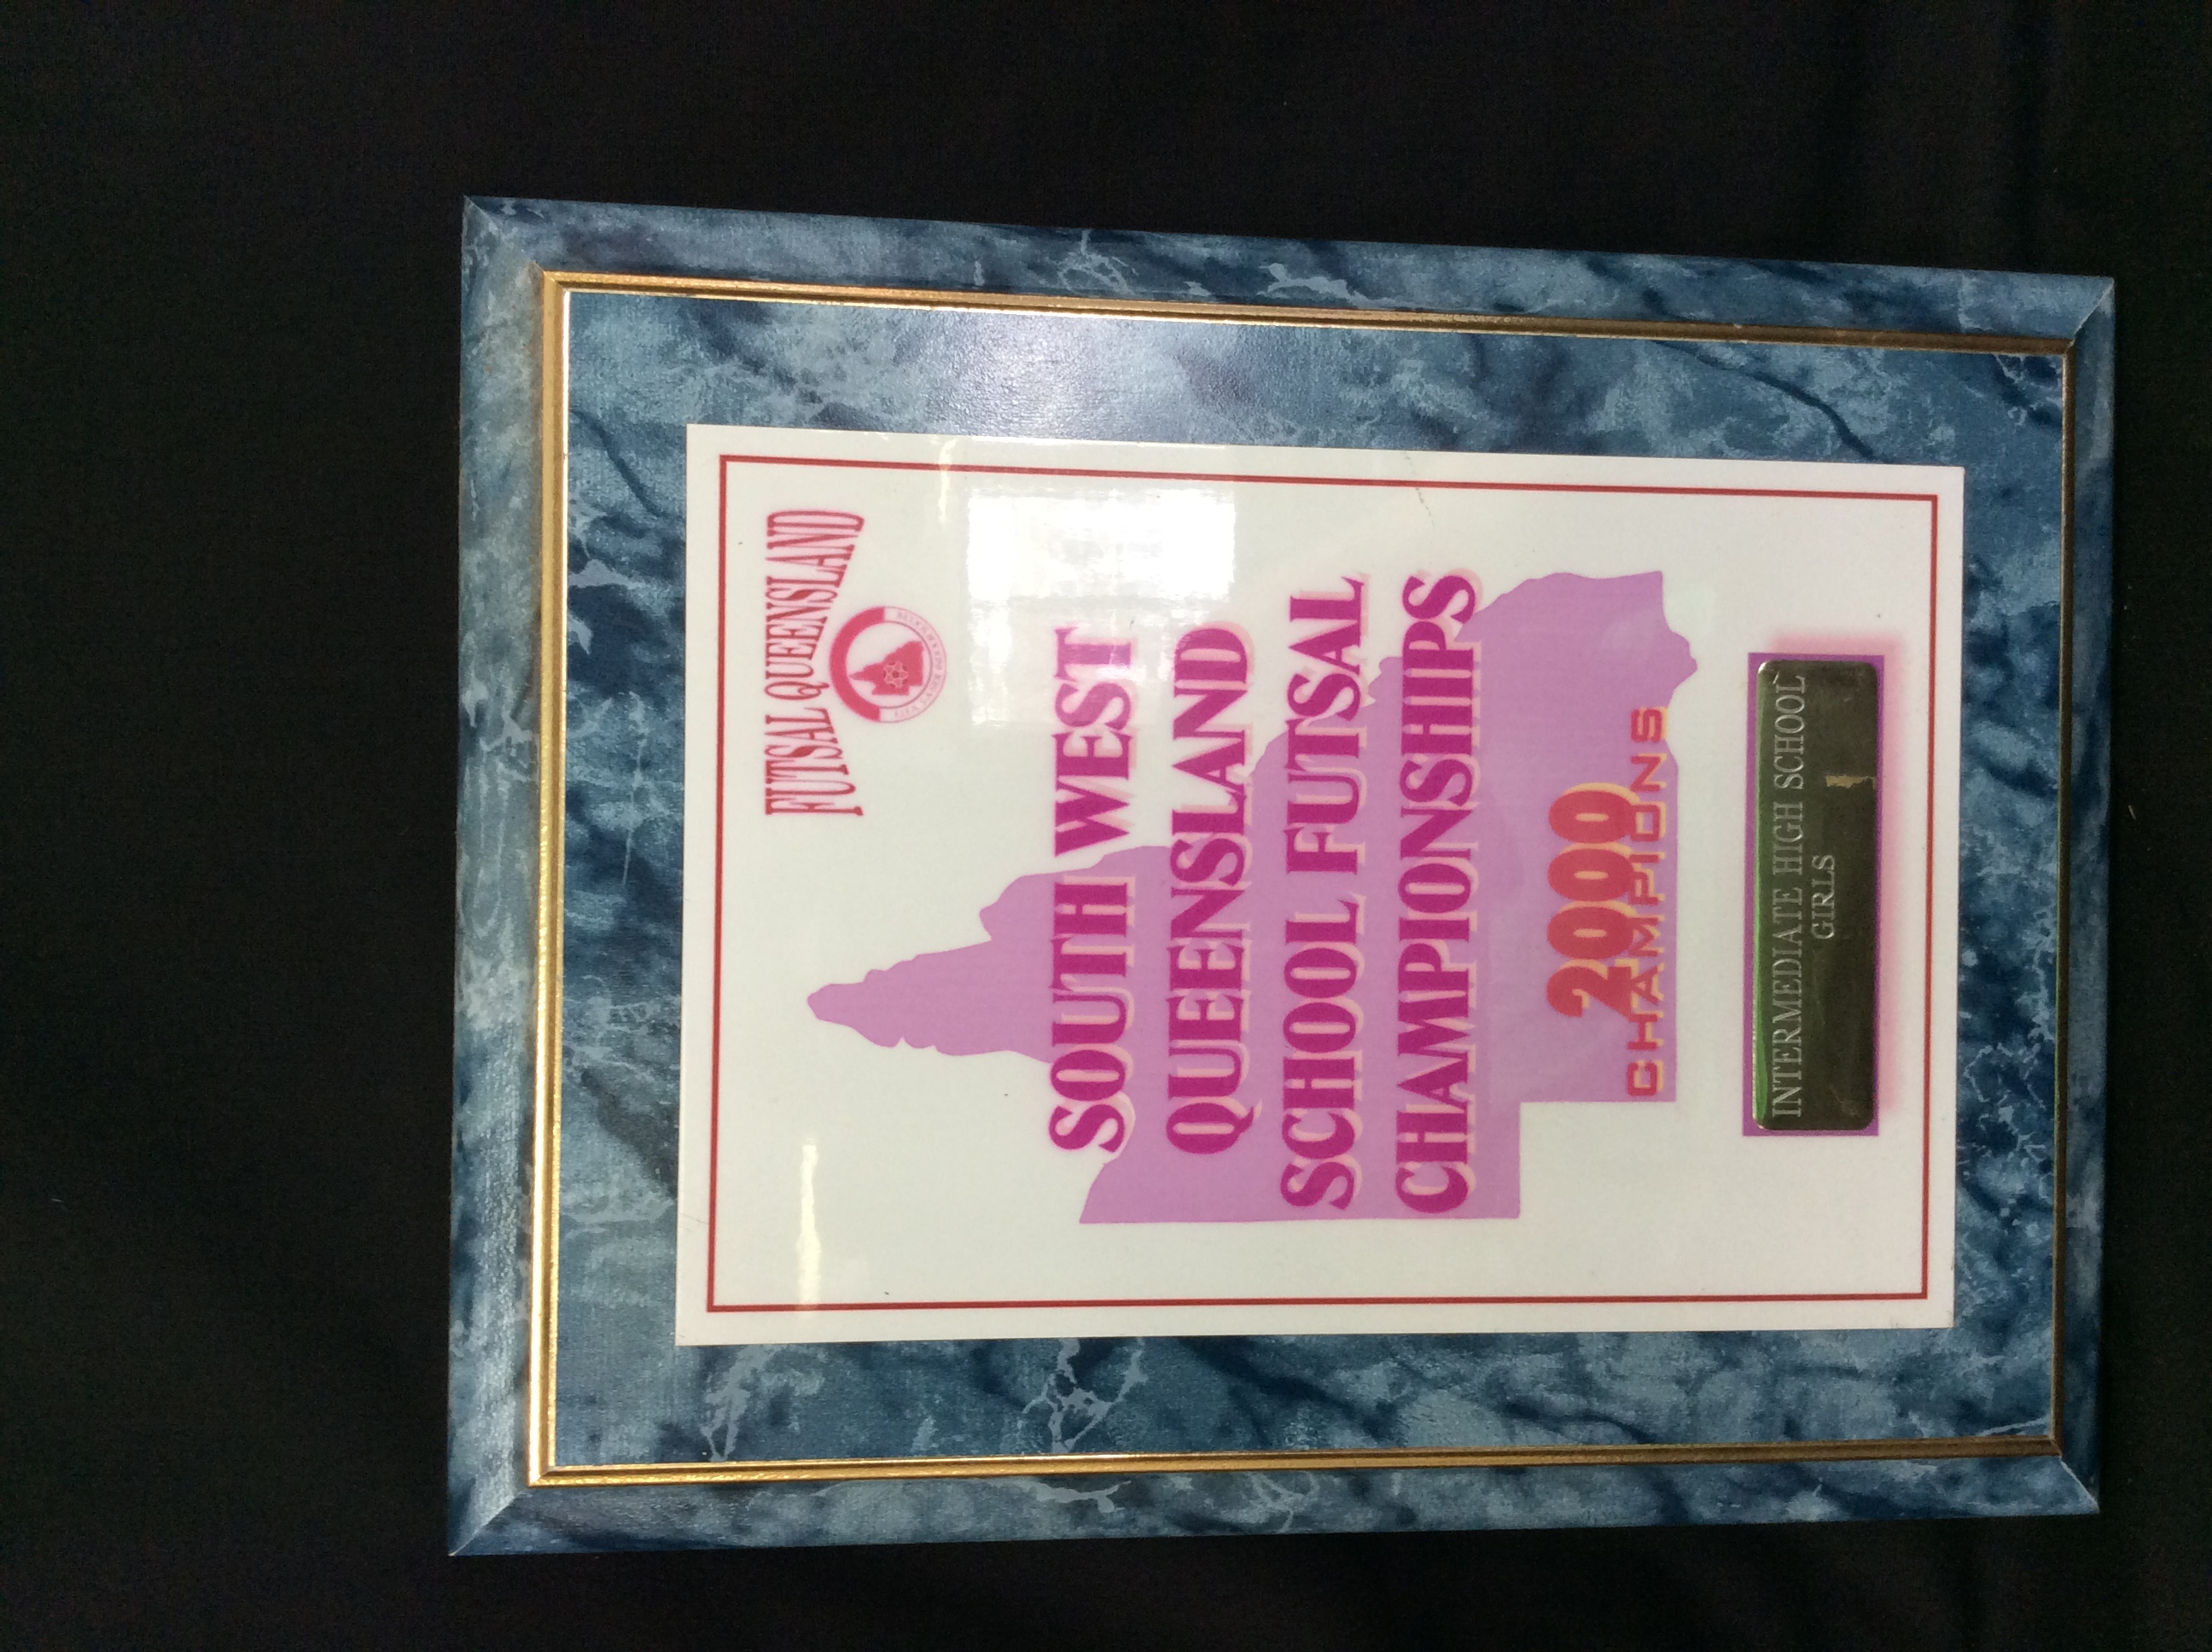 FUTSAL QUEENSLAND
SOUTH WEST
QUEENSLAND
SCHOOL FUTSAL
CHAMPIONSHIPS
2000
CHAMPIONS
INTERMEDIATE HIGH SCHOOL
GIRLS